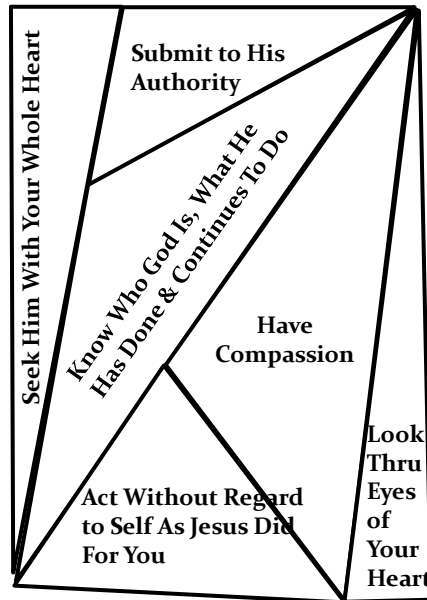 Seek Him With Your Whole Heart
Submit to His
Authority
Know Who God Is, What He
Has Done & Continues To Do
Have
Compassion
Look
Thru
Eyes
of
Your
Heart
Act Without Regard
to Self As Jesus Did
For You